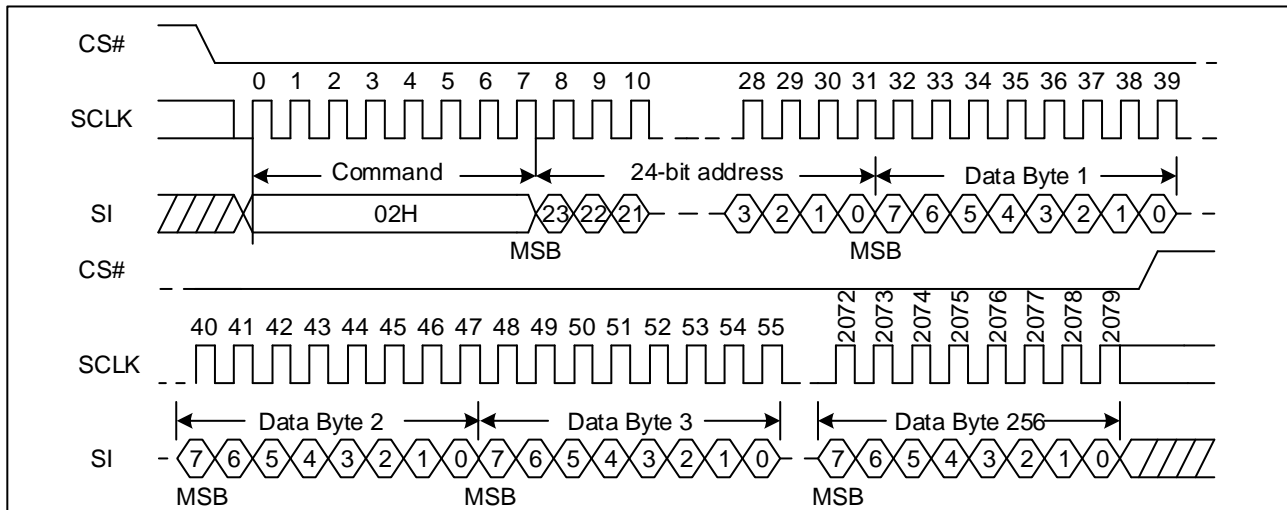 CS#
0 1 2 3 4 5 6 7 8 9 10 28 29 30 31 32 33 34 35 36 37 38 39
SCLK
Command 24-bit address Data Byte 1
SI 02H 23 22 21 3 2 1 0 7 6 5 4 3 2 1 0
MSB MSB
CS#
40 41 42 43 44 45 46 47 48 49 50 51 52 53 54 55 2072 2073 2074 2075 2076 2077 2078 2079
SCLK
Data Byte 2 Data Byte 3 Data Byte 256
SI 7 6 5 4 3 2 1 0 7 6 5 4 3 2 1 0 7 6 5 4 3 2 1 0
MSB MSB MSB